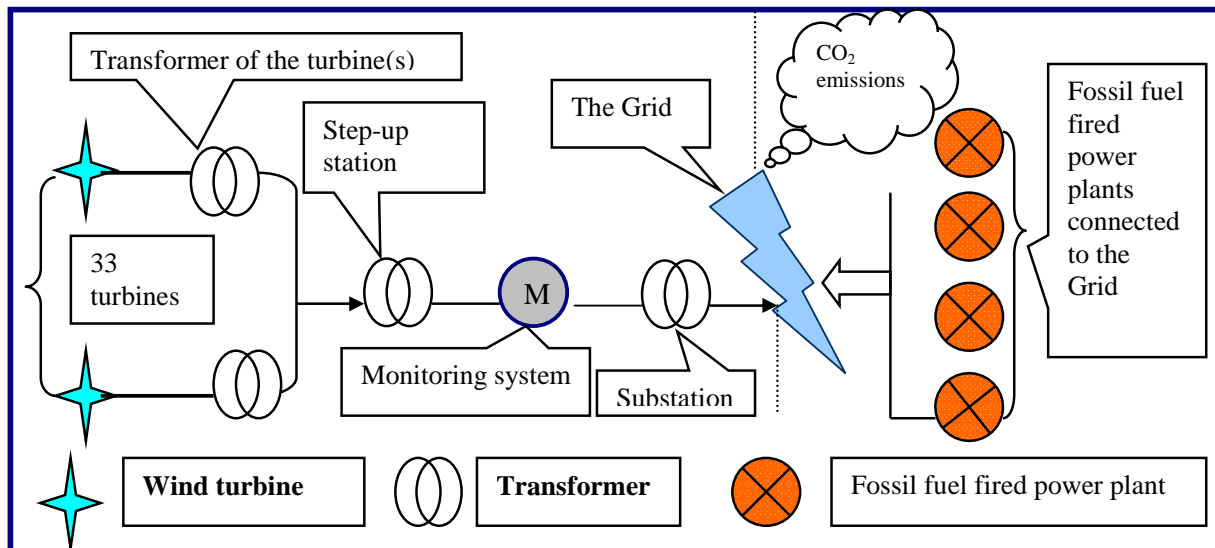 Transformer of the turbine(s)
Step-up
station
The Grid
CO₂
emissions
Fossil fuel
fired
power
plants
connected
to the
Grid
33
turbines
M
Monitoring system
Substation
Wind turbine
Transformer
Fossil fuel fired power plant